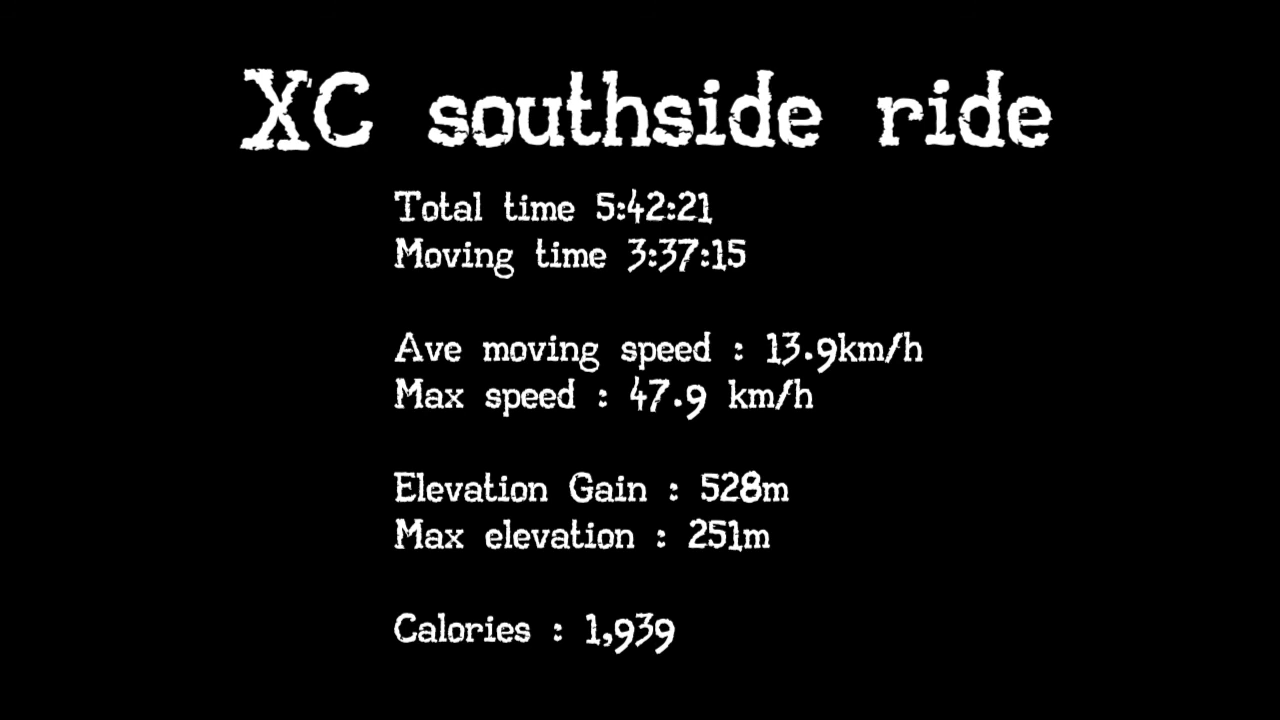 XC southside ride
Total time 5:42:21
Moving time 3:37:15
Ave moving speed : 13.9km/h
Max speed : 47.9 km/h
Elevation Gain : 528m
Max elevation : 251m
Calories : 1,939